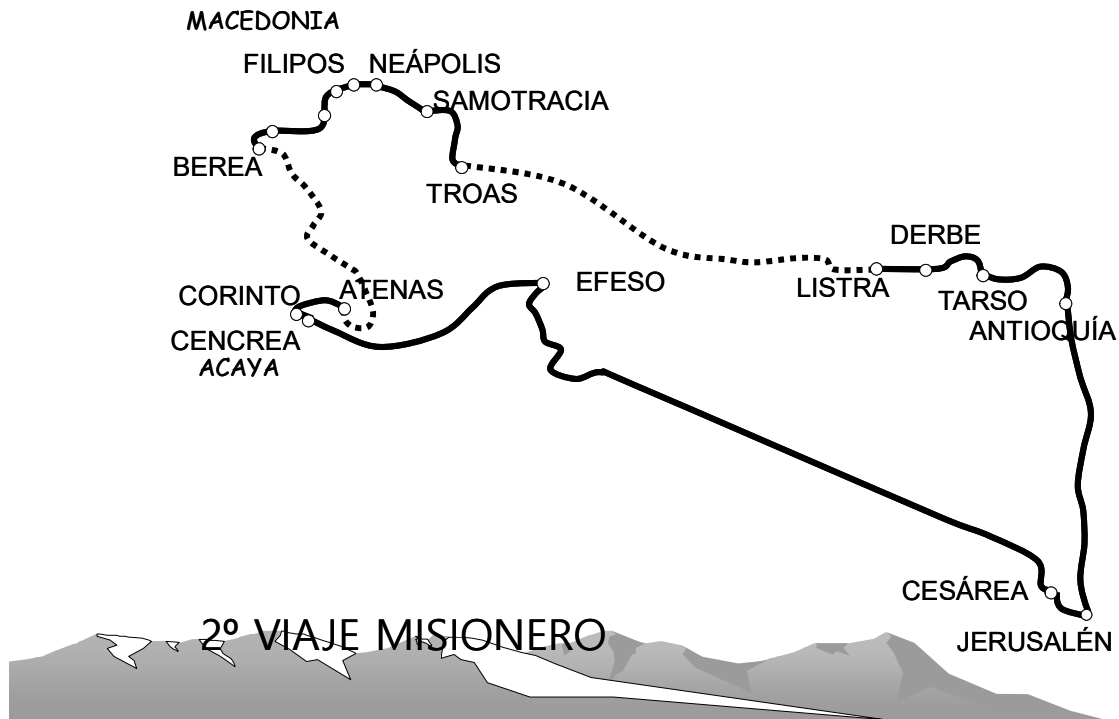 MACEDONIA
FILIPOS NEÁPOLIS
SAMOTRACIA
BEREA
TROAS
DERBE
EFESO
LISTRA
TARSO
CORINTO
ATENAS
ANTIOQUÍA
CENCREA
ACAYA
CESÁREA
2º VIAJE MISIONERO
JERUSALÉN